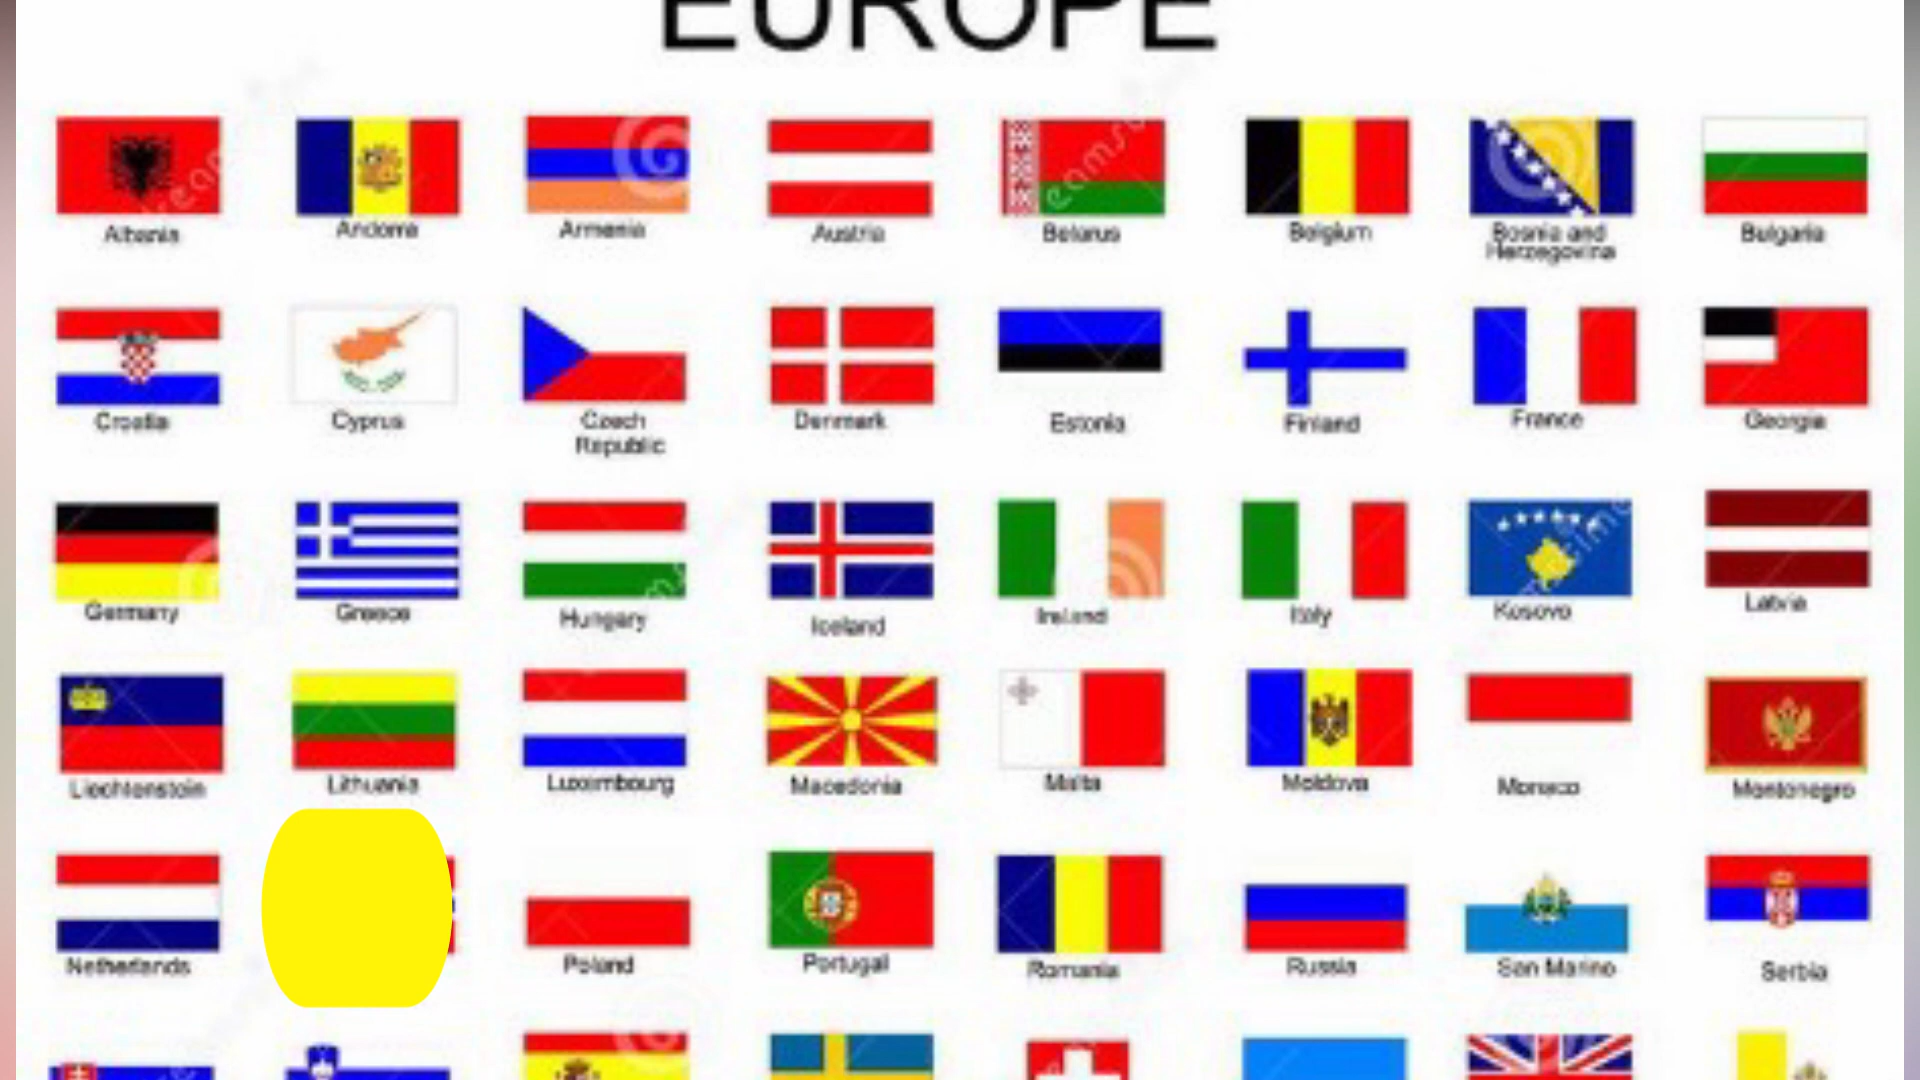 EUROPE
Albania Andorra Armenia Austria Belarus Belgium Bosnia and Bulgaria
Herzegovina
Croatia Cyprus Czech Denmark Estonia Finland France Georgia
Republic
Germany Greece Hungary Iceland Ireland Italy Kosovo Latvia
Liechtenstein Lithuania Luxembourg Macedonia Malta Moldova Monaco Montenegro
Netherlands Poland Portugal Romania Russia San Marino Serbia